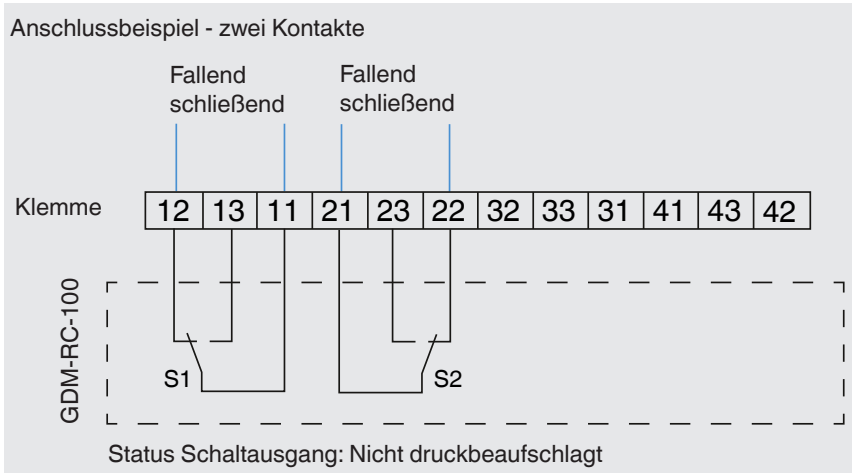 Anschlussbeispiel - zwei Kontakte
Fallend schließend
Fallend schließend
Klemme
12 13 11 21 23 22 32 33 31 41 43 42
GDM-RC-100
S1
S2
Status Schaltausgang: Nicht druckbeaufschlagt